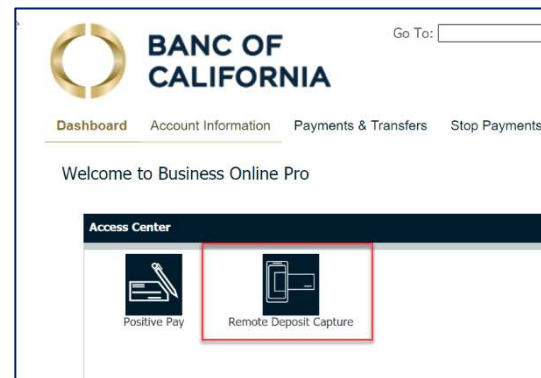 BANC OF
CALIFORNIA
Go To:
Dashboard Account Information Payments & Transfers Stop Payments
Welcome to Business Online Pro
Access Center
Positive Pay Remote Deposit Capture